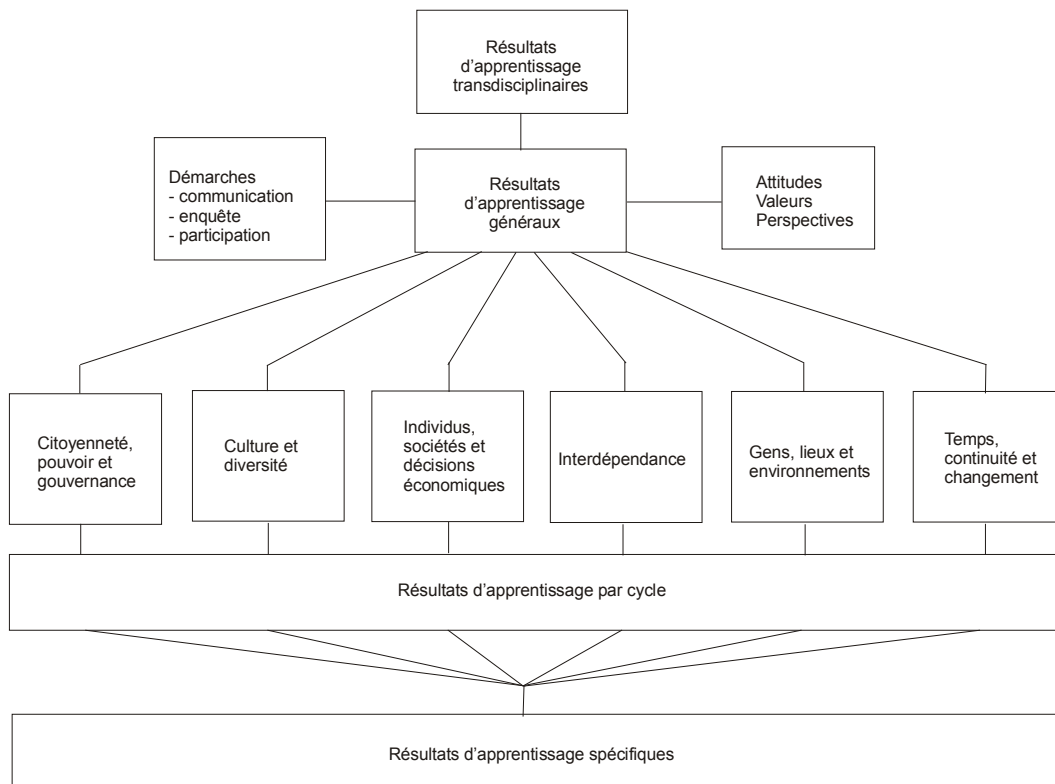 Résultats
d'apprentissage
transdisciplinaires
Démarches
- communication
- enquête
- participation
Résultats
d'apprentissage
généraux
Attitudes
Valeurs
Perspectives
Citoyenneté,
pouvoir et
gouvernance
Culture et
diversité
Individus,
sociétés et
décisions
économiques
Interdépendance
Gens, lieux et
environnements
Temps,
continuité et
changement
Résultats d'apprentissage par cycle
Résultats d'apprentissage spécifiques